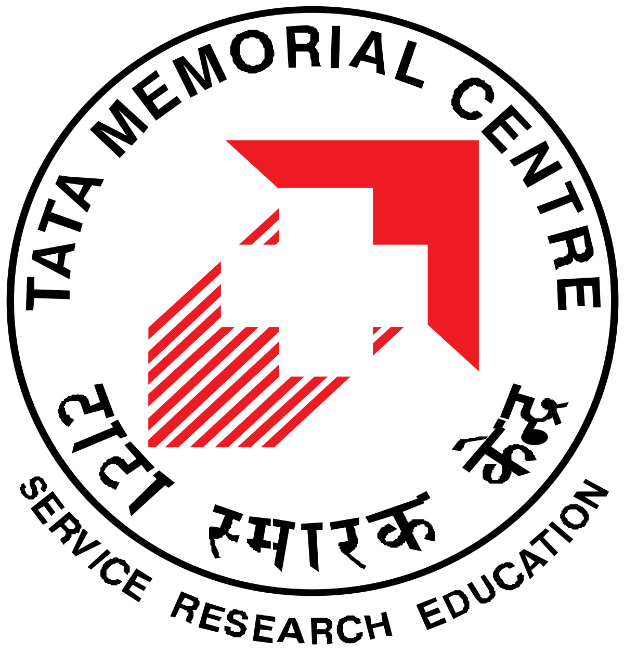 TATA MEMORIAL CENTRE
टाटा स्मारक केंद्र
SERVICE RESEARCH EDUCATION